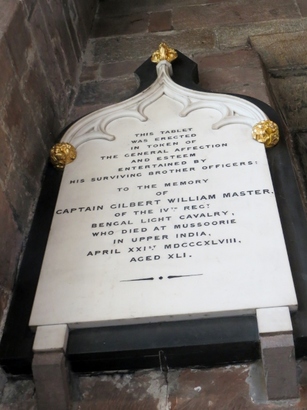 THIS TABLET
WAS ERECTED
IN TOKEN OF
THE GENERAL AFFECTION
AND ESTEEM
ENTERTAINED BY
HIS SURVIVING BROTHER OFFICERS:
TO THE MEMORY
OF
CAPTAIN GILBERT WILLIAM MASTER.
OF THE IVTH REGT
BENGAL LIGHT CAVALRY,
WHO DIED AT MUSSOORIE
IN UPPER INDIA,
APRIL XXIST MDCCCXLVIII,
AGED XLI.